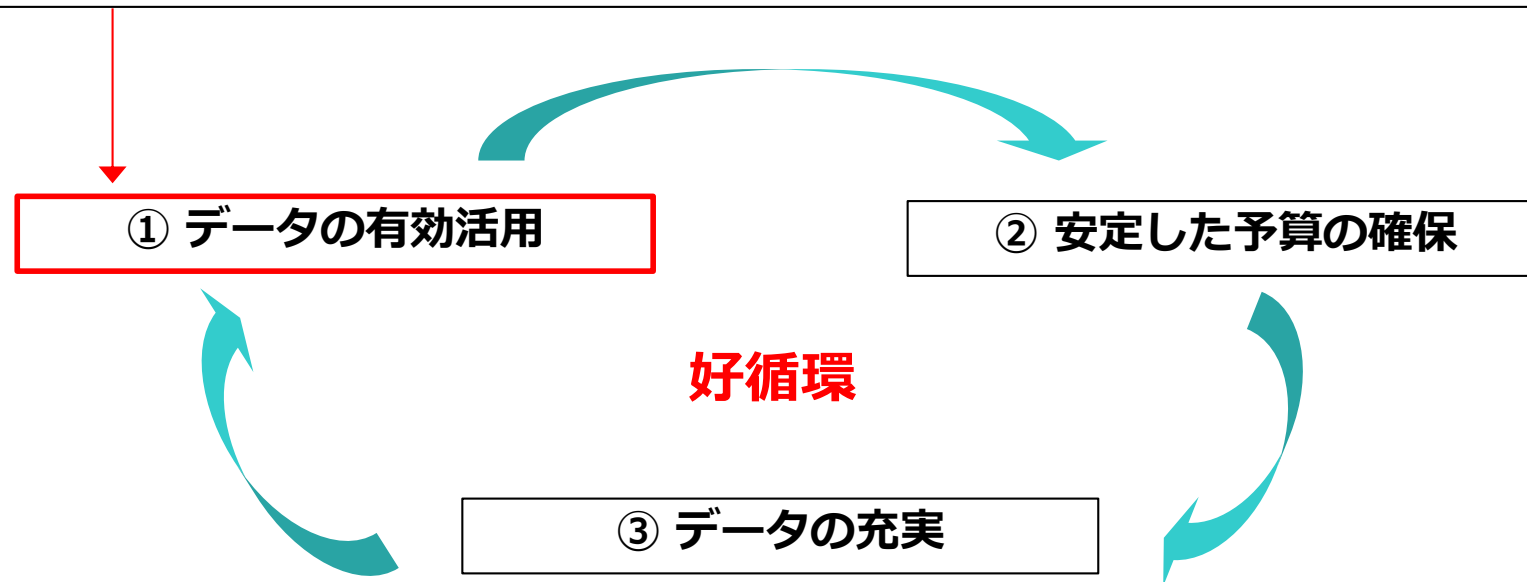 ① データの有効活用
② 安定した予算の確保
好循環
③ データの充実